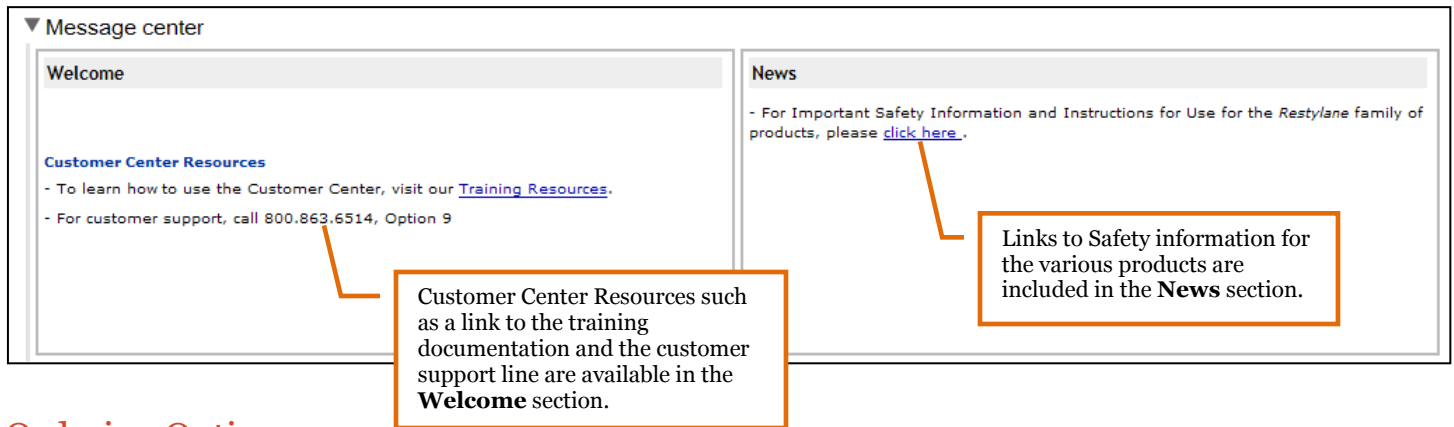 Message center
Welcome
Customer Center Resources
- To learn how to use the Customer Center, visit our Training Resources.
- For customer support, call 800.863.6514, Option 9
News
- For Important Safety Information and Instructions for Use for the Restylane family of
products, please click here .
Links to Safety information for
the various products are
included in the News section.
Customer Center Resources such
as a link to the training
documentation and the customer
support line are available in the
Welcome section.